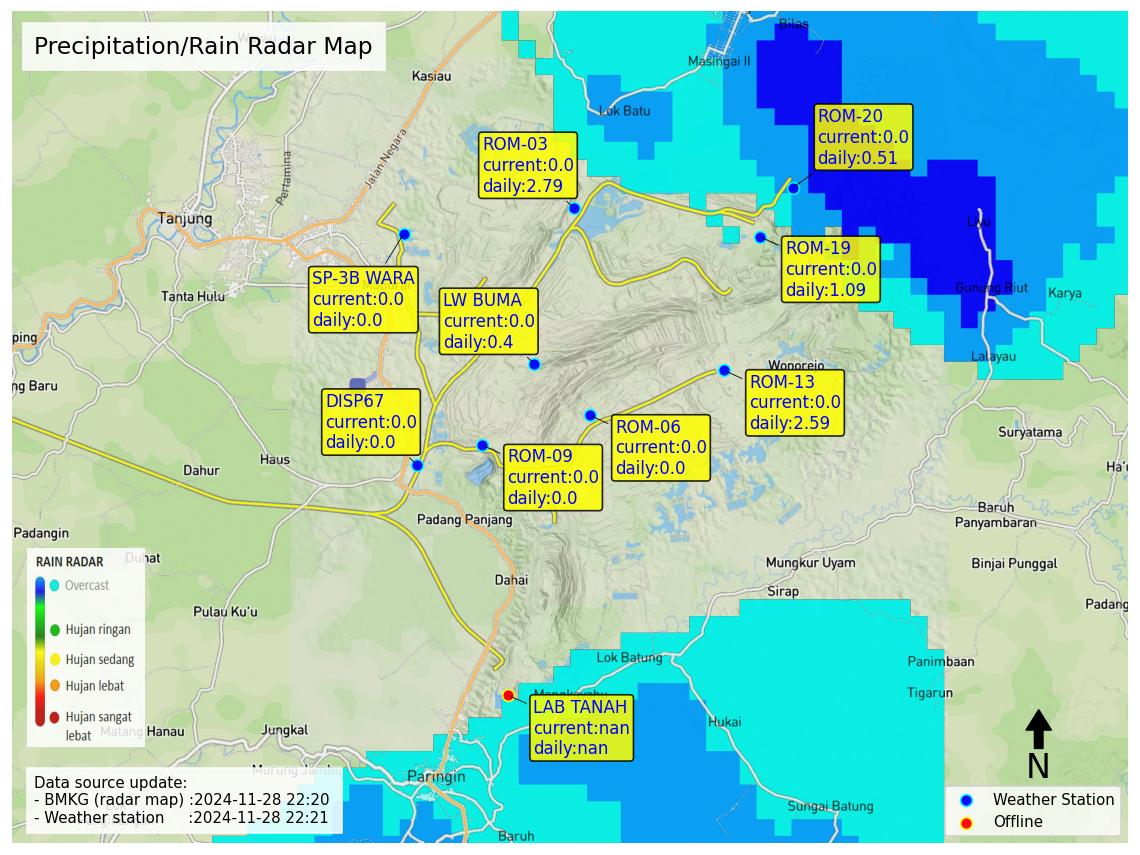 Precipitation/Rain Radar Map
Bilas
Masingai II
Kasiau
Lok Batu
ROM-20
current:0.0
daily:0.51
ROM-03
current:0.0
daily:2.79
Jalan Negara
Pertamina
Tanjung
Liyu
ROM-19
current:0.0
daily:1.09
SP-3B WARA
current:0.0
daily:0.0
Tanta Hulu
LW BUMA
current:0.0
daily:0.4
Gunung Riut
Karya
ping
Lalayau
Wonorejo
ng Baru
ROM-13
current:0.0
daily:2.59
DISP67
current:0.0
daily:0.0
ROM-06
current:0.0
daily:0.0
Suryatama
ROM-09
current:0.0
daily:0.0
Haus
Dahur
Ha'u
Padang Panjang
Baruh
Panyambaran
Padangin
Duhat
Mungkur Uyam
Binjai Punggal
Dahai
Sirap
Padang
Pulau Ku'u
RAIN RADAR
Overcast
Hujan ringan
Hujan sedang
Hujan lebat
Hujan sangat
lebat
Lok Batung
Panimbaan
Tigarun
LAB TANAH
current:nan
daily:nan
Hukai
Matang Hanau
Jungkal
Murung Jambu
Paringin
N
Data source update:
- BMKG (radar map) :2024-11-28 22:20
- Weather station :2024-11-28 22:21
Sungai Batung
Baruh
Weather Station
Offline